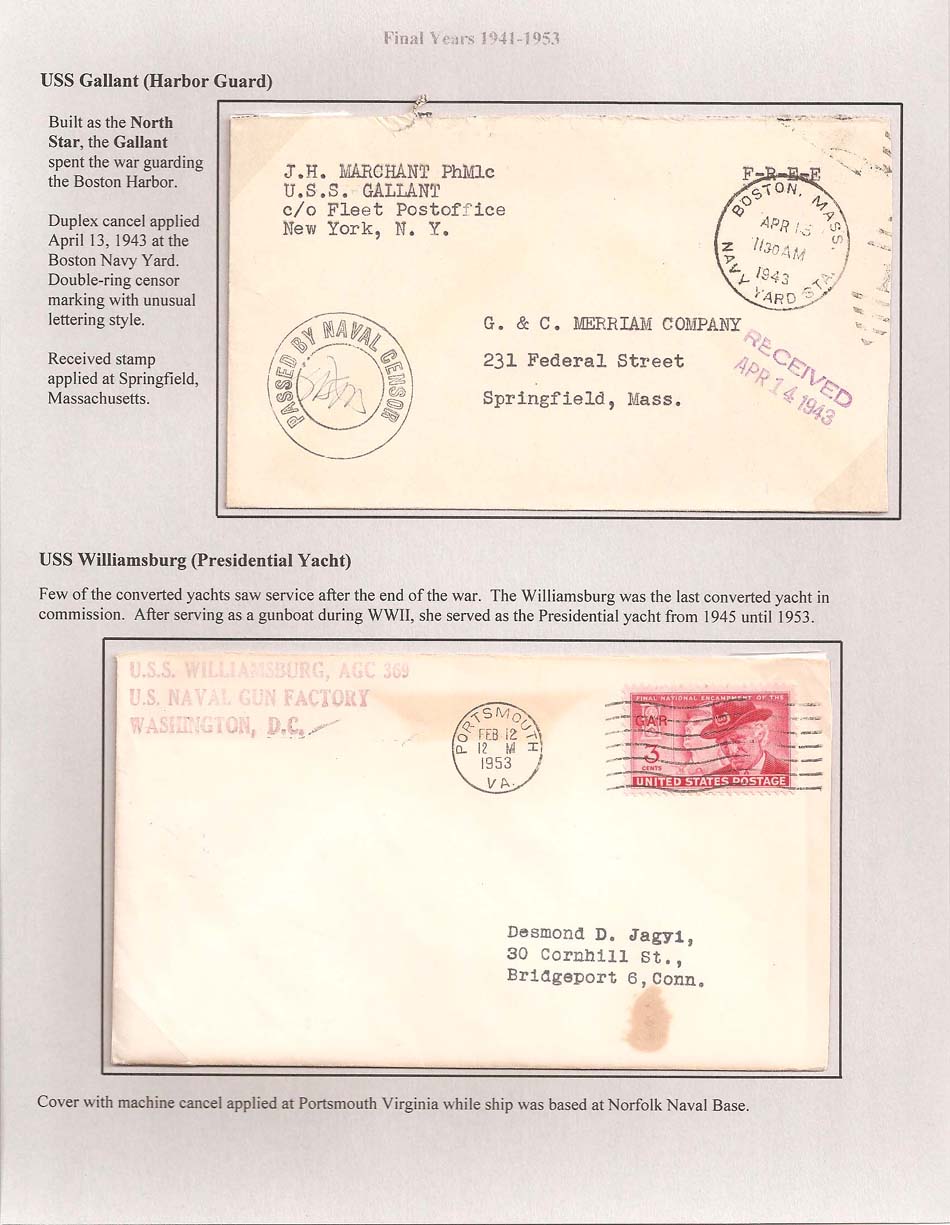 Final Years 1941-1953
USS Gallant (Harbor Guard)
Built as the North
Star, the Gallant
spent the war guarding
the Boston Harbor.
Duplex cancel applied
April 13, 1943 at the
Boston Navy Yard.
Double-ring censor
marking with unusual
lettering style.
Received stamp
applied at Springfield,
Massachusetts.
J.H. MARCHANT PhM1c
U.S.S. GALLANT
c/o Fleet Postoffice
New York, N. Y.
F-R-E-E
BOSTON, MASS.
APR 13
1130 AM
1943
NAVY YARD STA.
G. & C. MERRIAM COMPANY
231 Federal Street
Springfield, Mass.
RECEIVED
APR 14 1943
PASSED BY NAVAL CENSOR
USS Williamsburg (Presidential Yacht)
Few of the converted yachts saw service after the end of the war. The Williamsburg was the last converted yacht in
commission. After serving as a gunboat during WWII, she served as the Presidential yacht from 1945 until 1953.
U.S.S. WILLIAMSBURG, AGC 369
U.S. NAVAL GUN FACTORY
WASHINGTON, D.C.
PORTSMOUTH
FEB 12
12 M
1953
VA.
FINAL NATIONAL ENCAMPMENT OF THE
GAR
3
CENTS
UNITED STATES POSTAGE
Desmond D. Jagyi,
30 Cornhill St.,
Bridgeport 6, Conn.
Cover with machine cancel applied at Portsmouth Virginia while ship was based at Norfolk Naval Base.